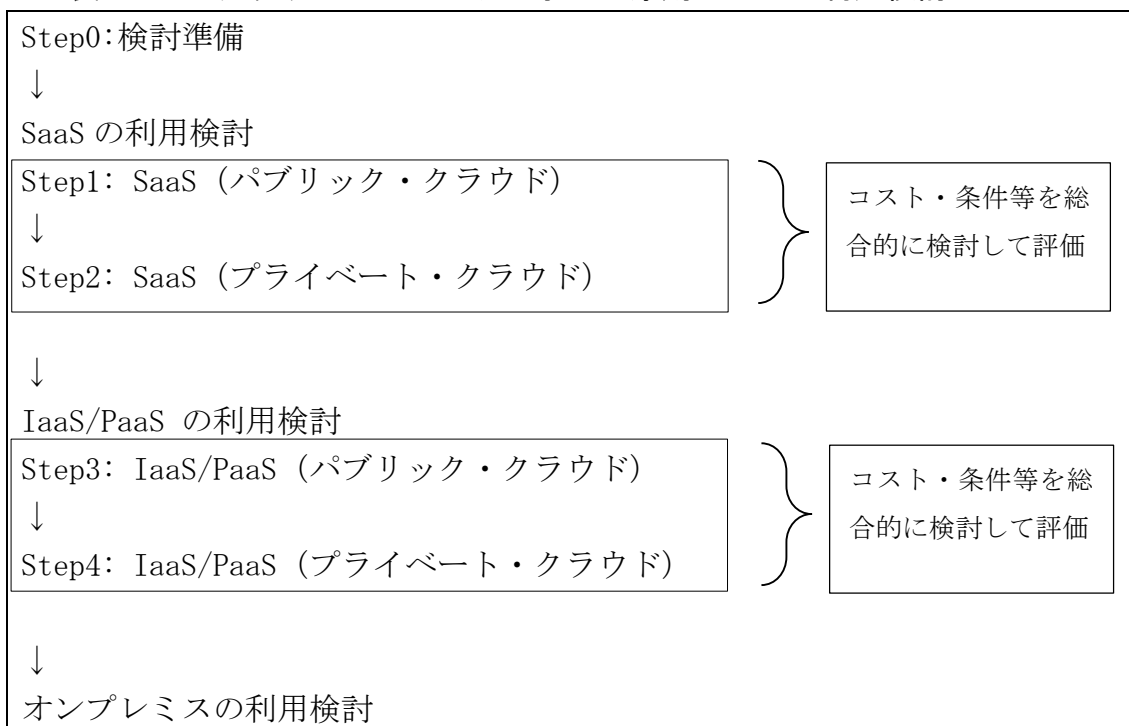 Step0:検討準備
↓
SaaS の利用検討
Step1: SaaS (パブリック・クラウド)
↓
Step2: SaaS (プライベート・クラウド)
コスト・条件等を総
合的に検討して評価
↓
IaaS/PaaS の利用検討
Step3: IaaS/PaaS (パブリック・クラウド)
↓
Step4: IaaS/PaaS (プライベート・クラウド)
コスト・条件等を総
合的に検討して評価
↓
オンプレミスの利用検討